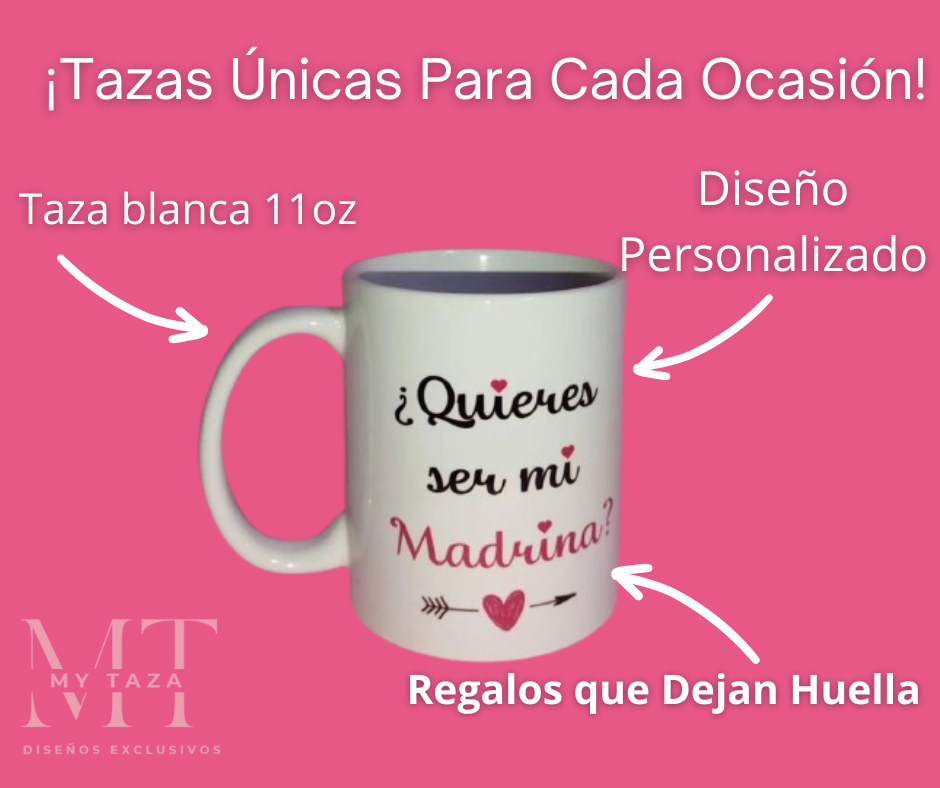 ¡Tazas Únicas Para Cada Ocasión!
Taza blanca 11oz
Diseño
Personalizado
¿Quieres
ser mi
Madrina?
Regalos que Dejan Huella
MT
MY TAZA
DISEÑOS EXCLUSIVOS